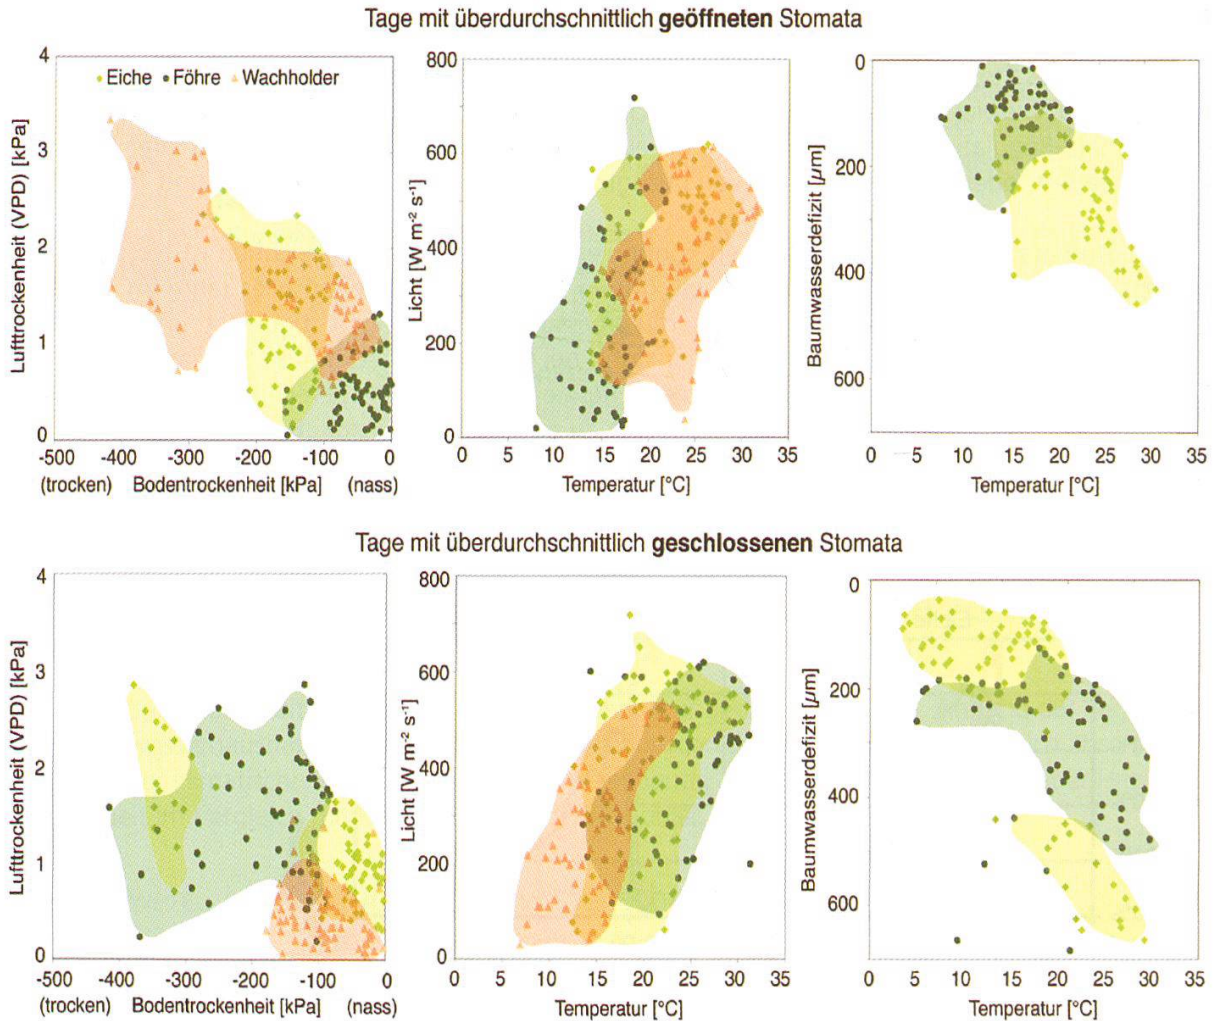 Tage mit überdurchschnittlich geöffneten Stomata
4
3
2
1
0
Lufttrockenheit (VPD) [kPa]
Eiche Föhre Wachholder
-500 -400 -300 -200 -100 0
(trocken) Bodentrockenheit [kPa] (nass)
800
600
400
200
0
Licht [W m⁻² s⁻¹]
0 5 10 15 20 25 30 35
Temperatur [°C]
0
200
400
600
Baumwasserdefizit [µm]
0 5 10 15 20 25 30 35
Temperatur [°C]
Tage mit überdurchschnittlich geschlossenen Stomata
4
3
2
1
0
Lufttrockenheit (VPD) [kPa]
-500 -400 -300 -200 -100 0
(trocken) Bodentrockenheit [kPa] (nass)
800
600
400
200
0
Licht [W m⁻² s⁻¹]
0 5 10 15 20 25 30 35
Temperatur [°C]
0
200
400
600
Baumwasserdefizit [µm]
0 5 10 15 20 25 30 35
Temperatur [°C]